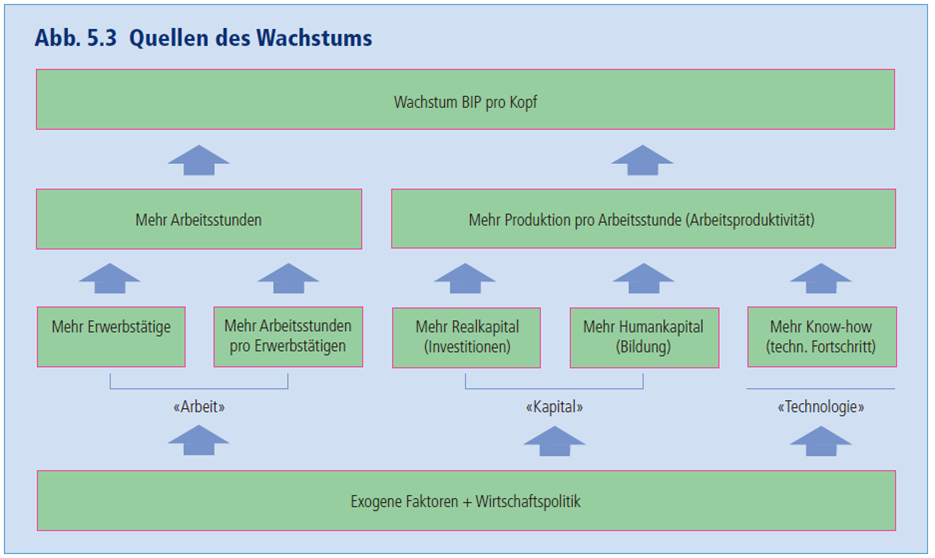 Abb. 5.3 Quellen des Wachstums
Wachstum BIP pro Kopf
Mehr Arbeitsstunden
Mehr Produktion pro Arbeitsstunde (Arbeitsproduktivität)
Mehr Erwerbstätige
Mehr Arbeitsstunden
pro Erwerbstätigen
Mehr Realkapital
(Investitionen)
Mehr Humankapital
(Bildung)
Mehr Know-how
(techn. Fortschritt)
«Arbeit»
«Kapital»
«Technologie»
Exogene Faktoren + Wirtschaftspolitik